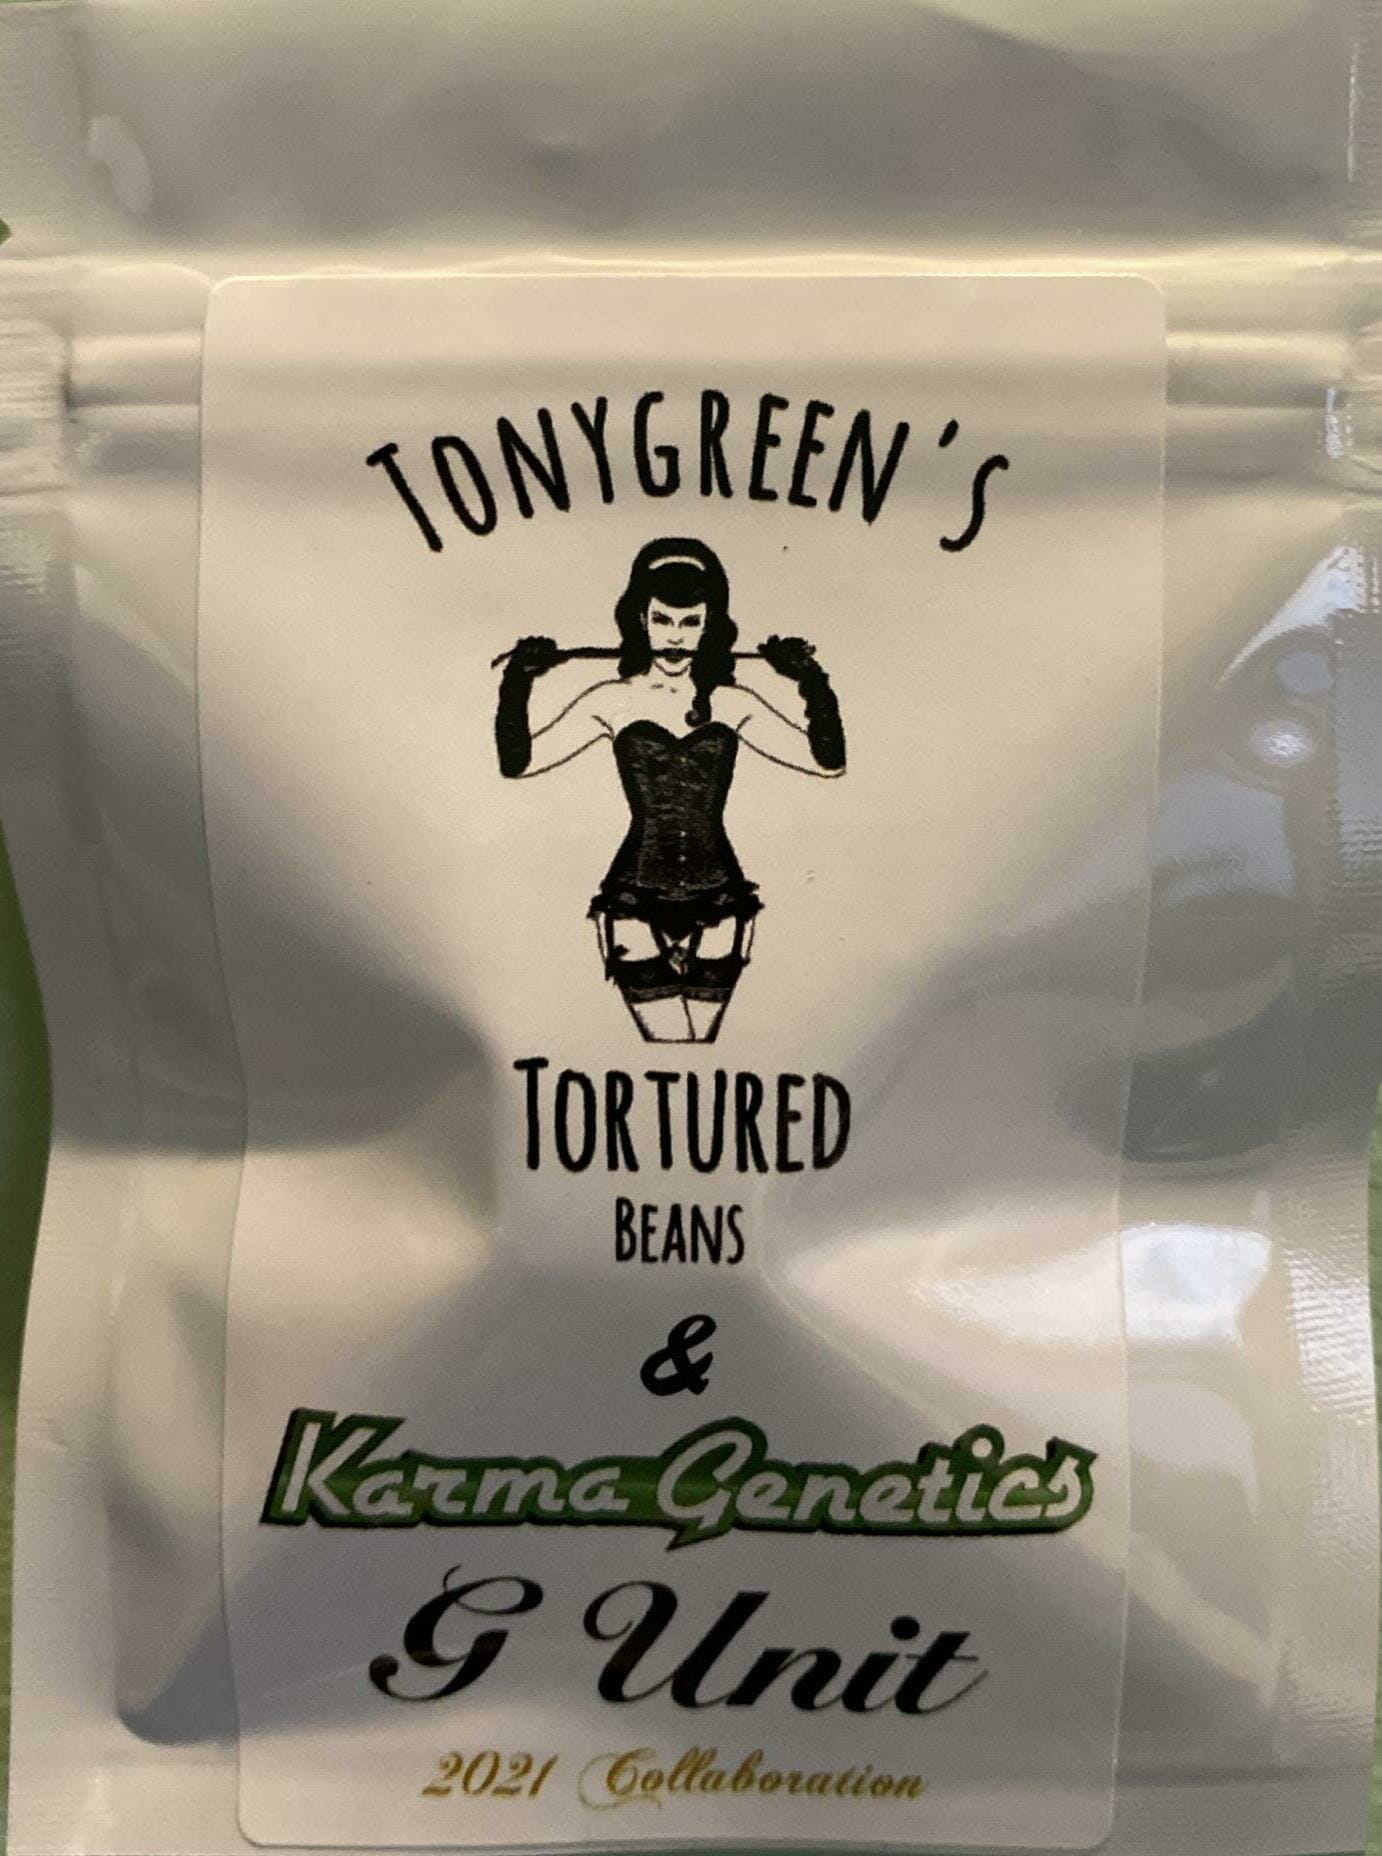 TONYGREEN'S
TORTURED
BEANS
&
Karma Genetics
G Unit
2021 Collaboration